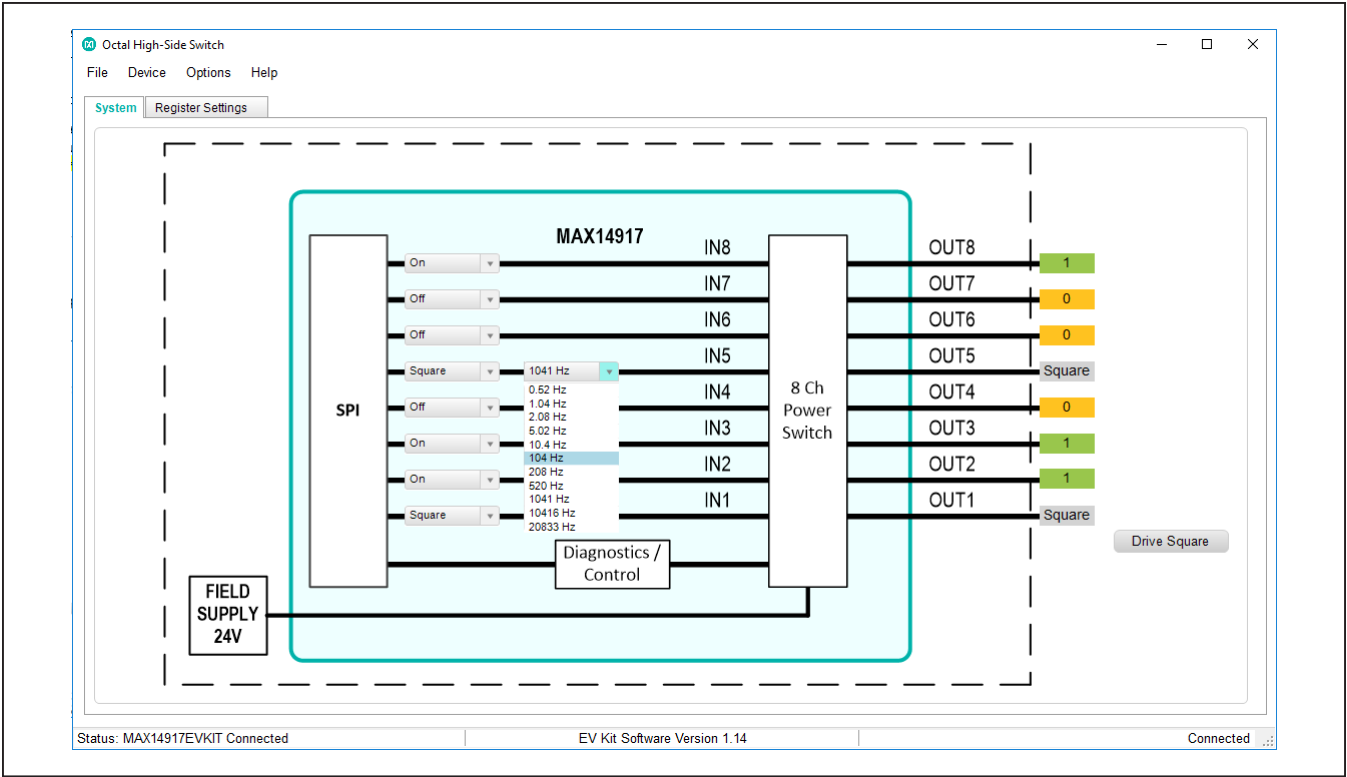 Octal High-Side Switch
File Device Options Help
System Register Settings
MAX14917
SPI
On IN8 OUT8 1
Off IN7 OUT7 0
Off IN6 OUT6 0
Square 1041 Hz IN5 OUT5 Square
Off IN4 OUT4 0
On IN3 OUT3 1
On IN2 OUT2 1
Square IN1 OUT1 Square
0.52 Hz
1.04 Hz
2.08 Hz
5.02 Hz
10.4 Hz
104 Hz
208 Hz
520 Hz
1041 Hz
10416 Hz
20833 Hz
8 Ch
Power
Switch
Drive Square
Diagnostics /
Control
FIELD
SUPPLY
24V
Status: MAX14917EVKIT Connected EV Kit Software Version 1.14 Connected